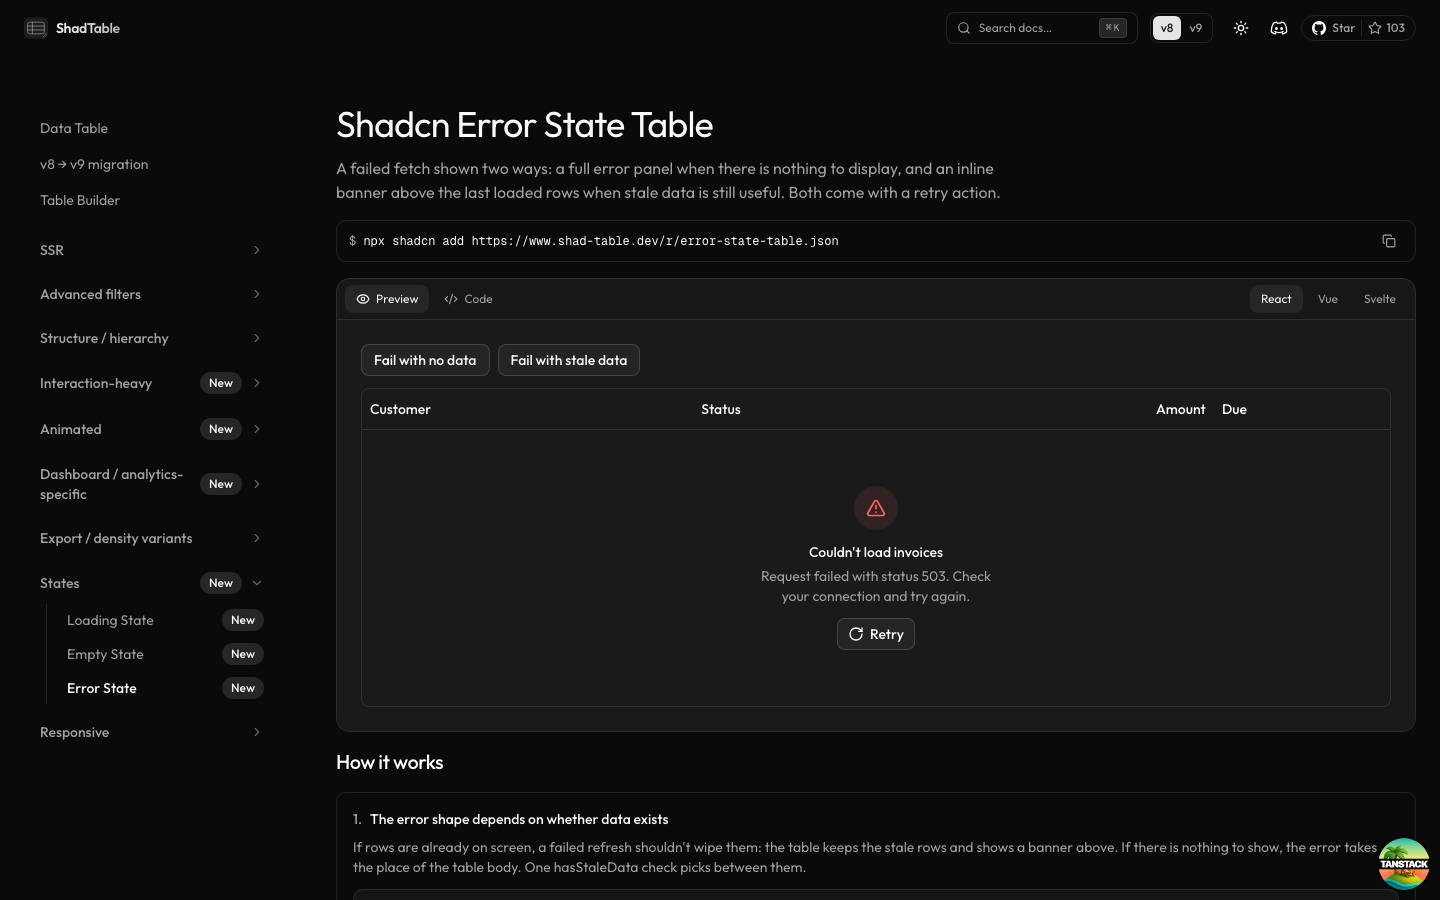 ShadTable
Search docs...
⌘K
v8
v9
Star
103
Data Table
v8 → v9 migration
Table Builder
SSR
Advanced filters
Structure / hierarchy
Interaction-heavy
New
Animated
New
Dashboard / analytics-
specific
New
Export / density variants
States
New
Loading State
New
Empty State
New
Error State
New
Responsive
Shadcn Error State Table
A failed fetch shown two ways: a full error panel when there is nothing to display, and an inline
banner above the last loaded rows when stale data is still useful. Both come with a retry action.
$ npx shadcn add https://www.shad-table.dev/r/error-state-table.json
Preview
Code
React
Vue
Svelte
Fail with no data
Fail with stale data
Customer
Status
Amount
Due
Couldn't load invoices
Request failed with status 503. Check
your connection and try again.
Retry
How it works
1. The error shape depends on whether data exists
If rows are already on screen, a failed refresh shouldn't wipe them: the table keeps the stale rows and shows a banner above. If there is nothing to show, the error takes
the place of the table body. One hasStaleData check picks between them.
TANSTACK